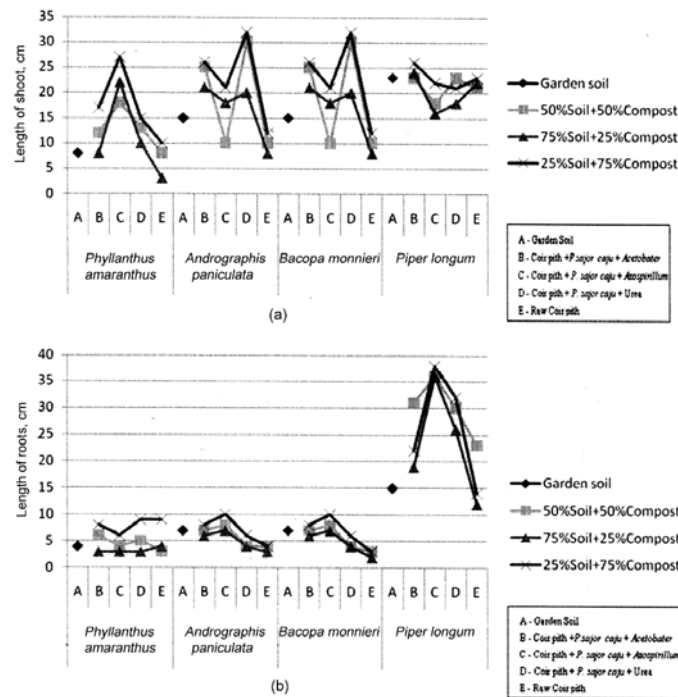 35
30
25
20
15
10
5
0
Length of shoot, cm
A B C D E A B C D E A B C D E A B C D E
Phyllanthus amaranthus
Andrographis paniculata
Bacopa monnieri
Piper longum
Garden soil
50%Soil+50%Compost
75%Soil+25%Compost
25%Soil+75%Compost
A - Garden Soil
B - Coir pith +P.sajor caju + Acetobater
C - Coir pith + P. sajor caju + Azospirillum
D - Coir pith + P. sajor caju + Urea
E - Raw Coir pith
(a)
40
35
30
25
20
15
10
5
0
Length of roots, cm
A B C D E A B C D E A B C D E A B C D E
Phyllanthus amaranthus
Andrographis paniculata
Bacopa monnieri
Piper longum
Garden soil
50%Soil+50%Compost
75%Soil+25%Compost
25%Soil+75%Compost
A - Garden Soil
B - Coir pith +P.sajor caju + Acetobater
C - Coir pith + P. sajor caju + Azospirillum
D - Coir pith + P. sajor caju + Urea
E - Raw Coir pith
(b)